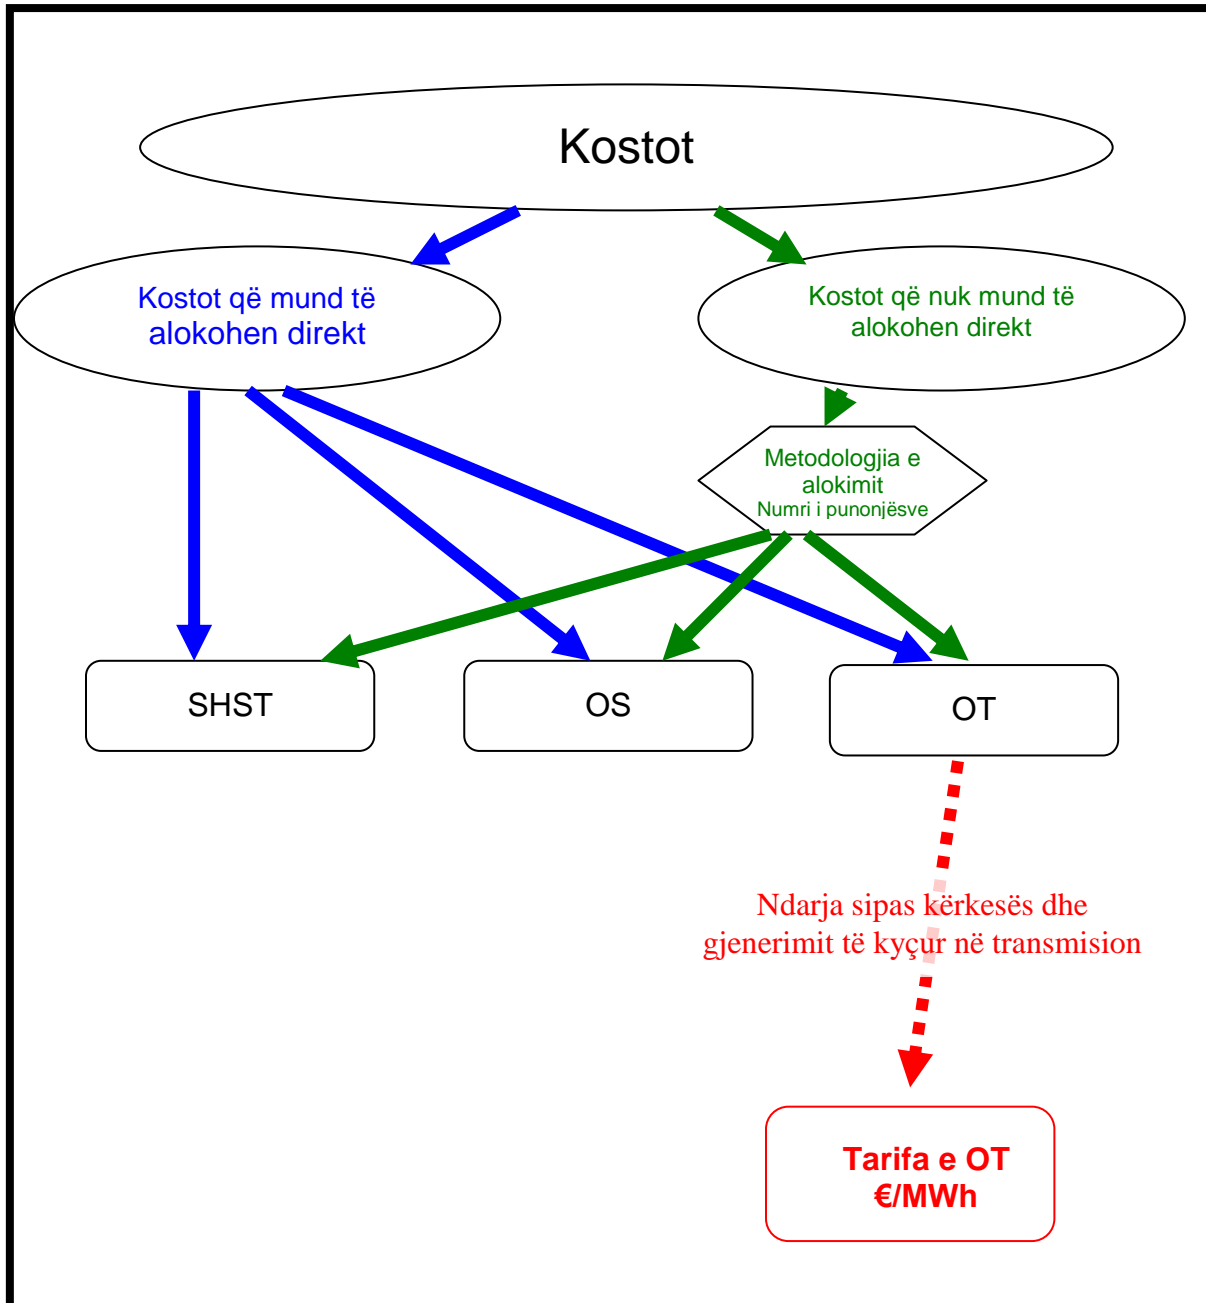 Kostot
Kostot që mund të
alokohen direkt
Kostot që nuk mund të
alokohen direkt
Metodologjia e
alokimit
Numri i punonjësve
SHST
OS
OT
Ndarja sipas kërkesës dhe
gjenerimit të kyçur në transmision
Tarifa e OT
€/MWh